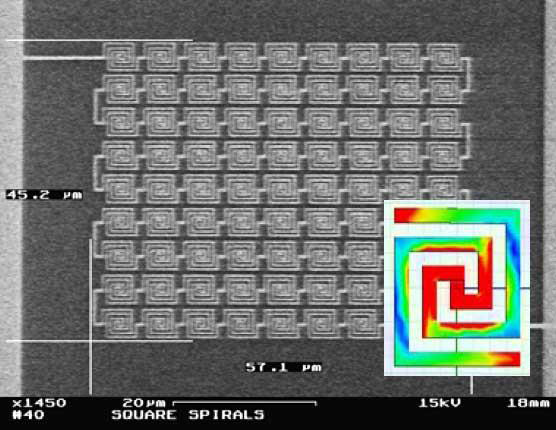 45.2 µm
57.1 µm
x1450 20µm 15kV 18mm
#40 SQUARE SPIRALS